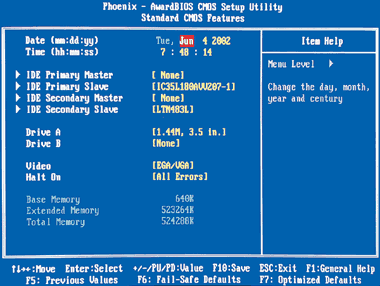 Phoenix - AwardBIOS CMOS Setup Utility
Standard CMOS Features
Date (mm:dd:yy) Tue, Jun 4 2002
Time (hh:mm:ss) 7 : 48 : 14
IDE Primary Master [ None]
IDE Primary Slave [IC35L180AVV207-1]
IDE Secondary Master [ None]
IDE Secondary Slave [LTN483L]
Drive A [1.44M, 3.5 in.]
Drive B [None]
Video [EGA/VGA]
Halt On [All Errors]
Base Memory 640K
Extended Memory 523264K
Total Memory 524288K
Item Help
Menu Level
Change the day, month,
year and century
↑↓→←:Move Enter:Select +/-/PU/PD:Value F10:Save ESC:Exit F1:General Help
F5: Previous Values F6: Fail-Safe Defaults F7: Optimized Defaults